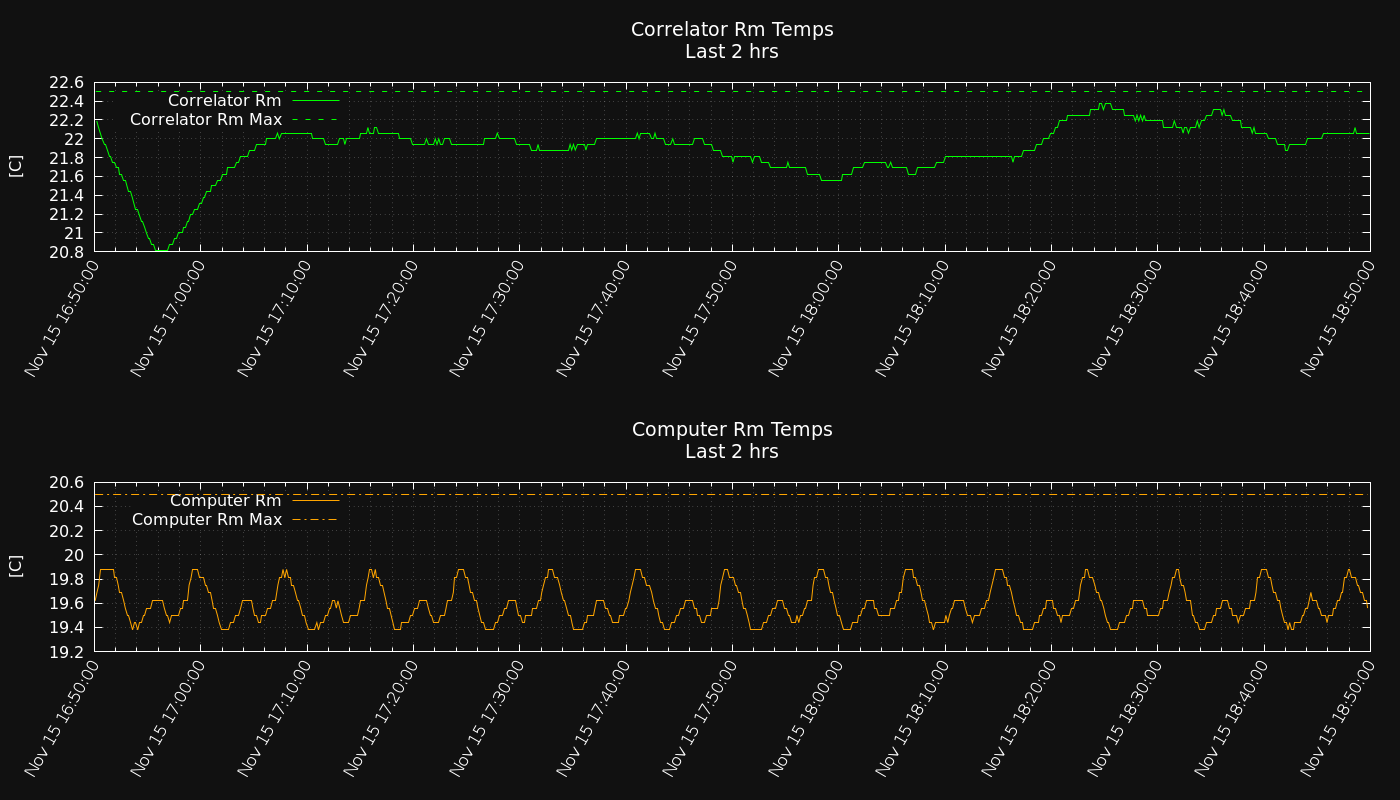 Correlator Rm Temps
Last 2 hrs
22.6
22.4
22.2
22
21.8
21.6
21.4
21.2
21
20.8
[C]
Correlator Rm
Correlator Rm Max
Nov 15 16:50:00
Nov 15 17:00:00
Nov 15 17:10:00
Nov 15 17:20:00
Nov 15 17:30:00
Nov 15 17:40:00
Nov 15 17:50:00
Nov 15 18:00:00
Nov 15 18:10:00
Nov 15 18:20:00
Nov 15 18:30:00
Nov 15 18:40:00
Nov 15 18:50:00
Computer Rm Temps
Last 2 hrs
20.6
20.4
20.2
20
19.8
19.6
19.4
19.2
[C]
Computer Rm
Computer Rm Max
Nov 15 16:50:00
Nov 15 17:00:00
Nov 15 17:10:00
Nov 15 17:20:00
Nov 15 17:30:00
Nov 15 17:40:00
Nov 15 17:50:00
Nov 15 18:00:00
Nov 15 18:10:00
Nov 15 18:20:00
Nov 15 18:30:00
Nov 15 18:40:00
Nov 15 18:50:00